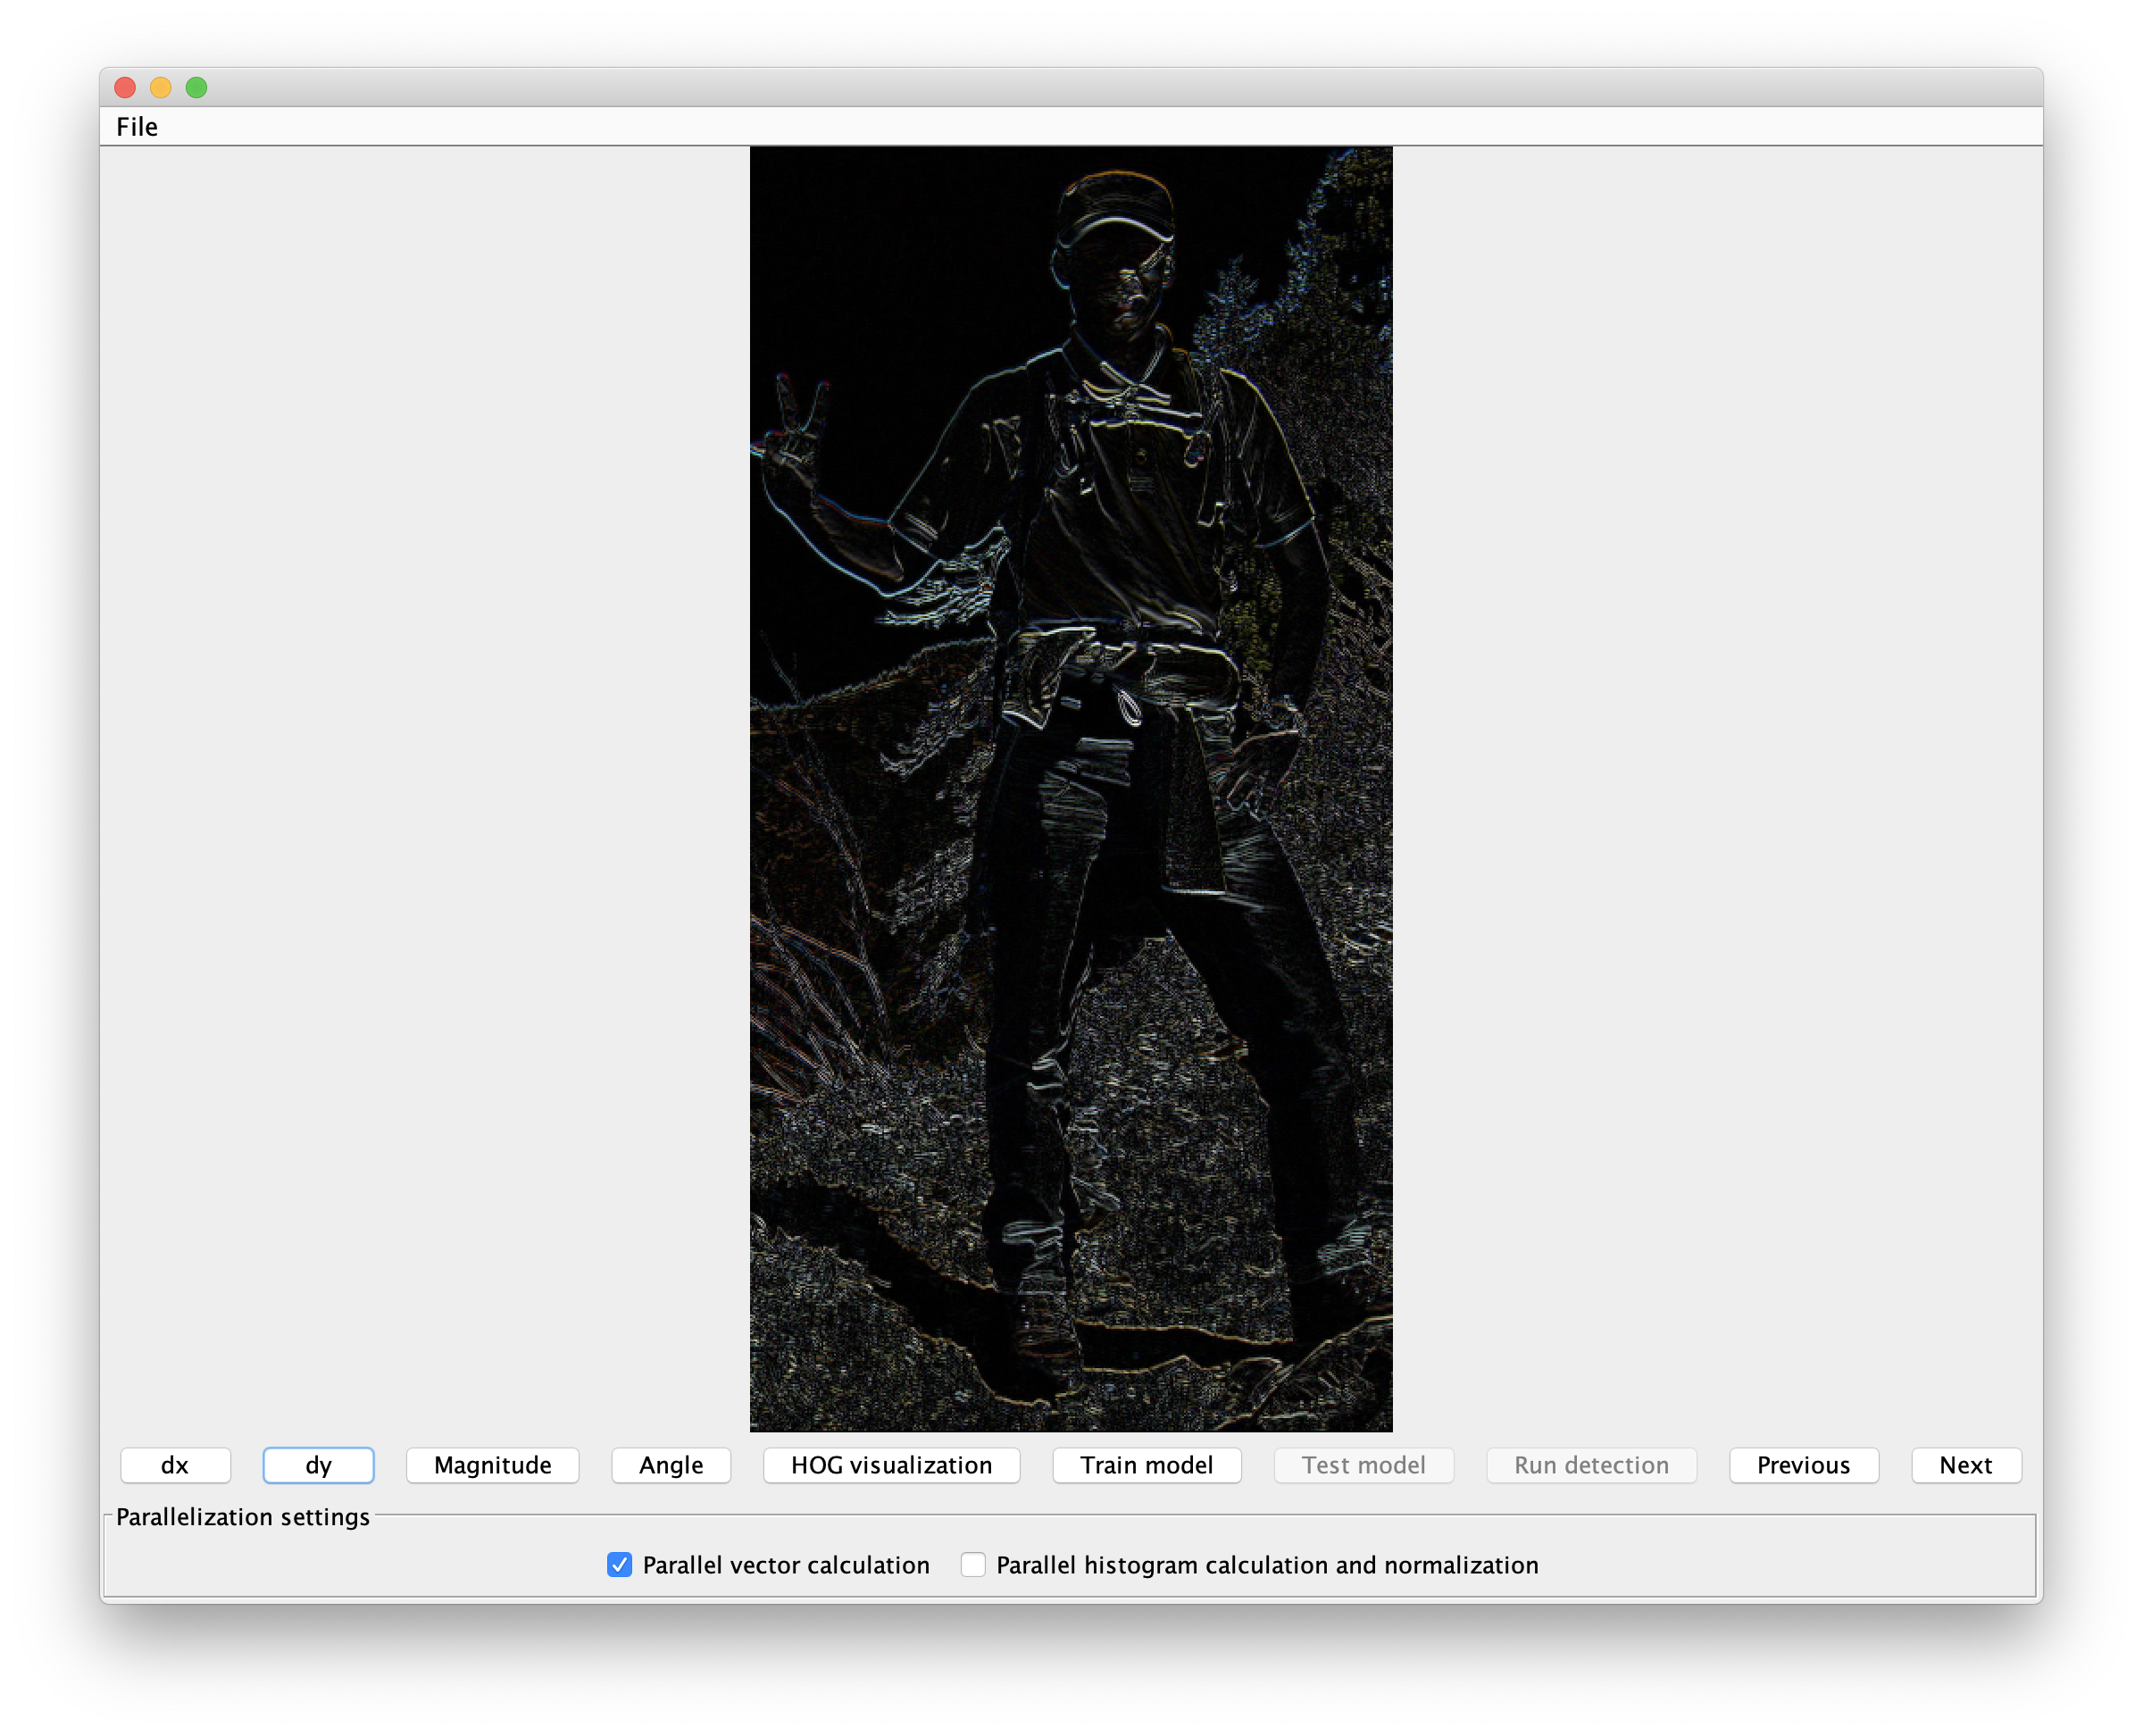 File
dx dy Magnitude Angle HOG visualization Train model Test model Run detection Previous Next
Parallelization settings
Parallel vector calculation Parallel histogram calculation and normalization